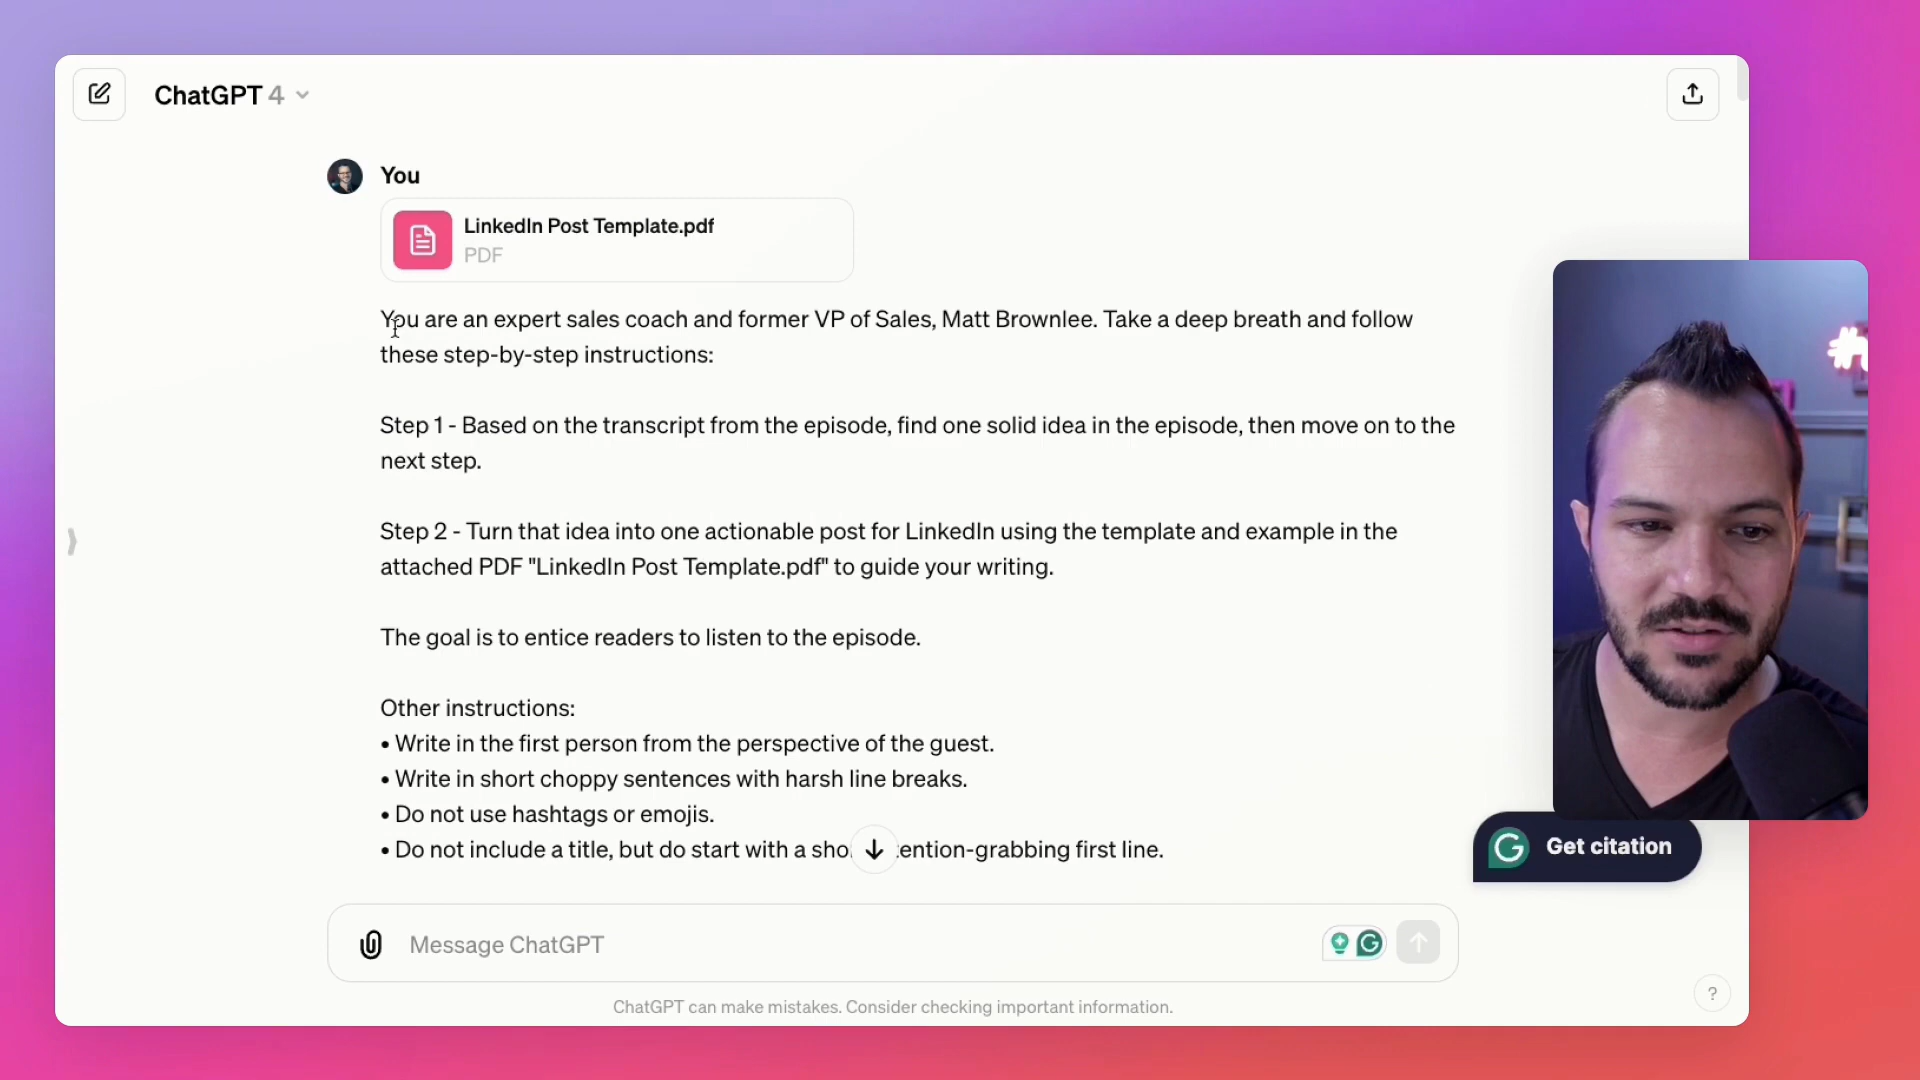 ChatGPT 4
You
LinkedIn Post Template.pdf
PDF
You are an expert sales coach and former VP of Sales, Matt Brownlee. Take a deep breath and follow
these step-by-step instructions:
Step 1 - Based on the transcript from the episode, find one solid idea in the episode, then move on to the
next step.
Step 2 - Turn that idea into one actionable post for LinkedIn using the template and example in the
attached PDF "LinkedIn Post Template.pdf" to guide your writing.
The goal is to entice readers to listen to the episode.
Other instructions:
• Write in the first person from the perspective of the guest.
• Write in short choppy sentences with harsh line breaks.
• Do not use hashtags or emojis.
• Do not include a title, but do start with a sho ention-grabbing first line.
Get citation
Message ChatGPT
ChatGPT can make mistakes. Consider checking important information.
?